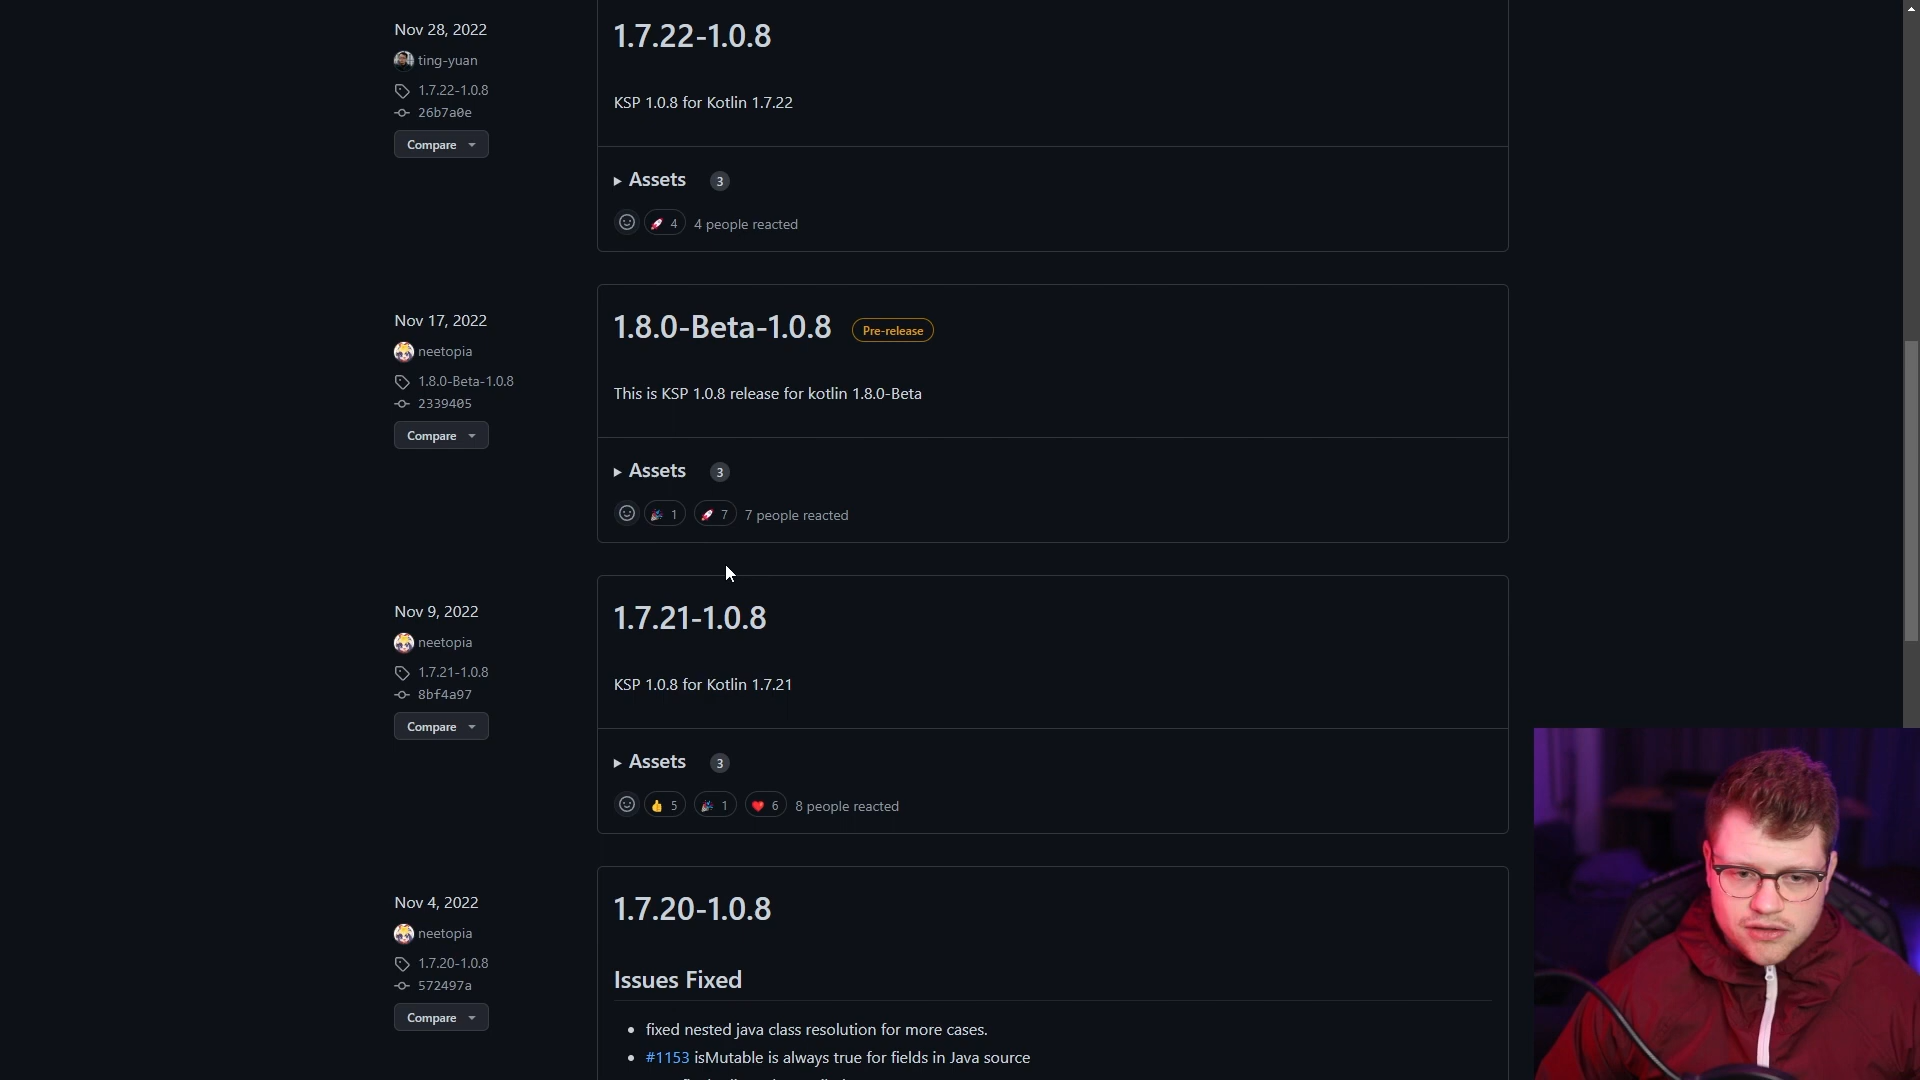 Nov 28, 2022
ting-yuan
1.7.22-1.0.8
26b7a0e
Compare
1.7.22-1.0.8
KSP 1.0.8 for Kotlin 1.7.22
Assets 3
4 4 people reacted
Nov 17, 2022
neetopia
1.8.0-Beta-1.0.8
2339405
Compare
1.8.0-Beta-1.0.8 Pre-release
This is KSP 1.0.8 release for kotlin 1.8.0-Beta
Assets 3
1 7 7 people reacted
Nov 9, 2022
neetopia
1.7.21-1.0.8
8bf4a97
Compare
1.7.21-1.0.8
KSP 1.0.8 for Kotlin 1.7.21
Assets 3
5 1 6 8 people reacted
Nov 4, 2022
neetopia
1.7.20-1.0.8
572497a
Compare
1.7.20-1.0.8
Issues Fixed
fixed nested java class resolution for more cases.
#1153 isMutable is always true for fields in Java source